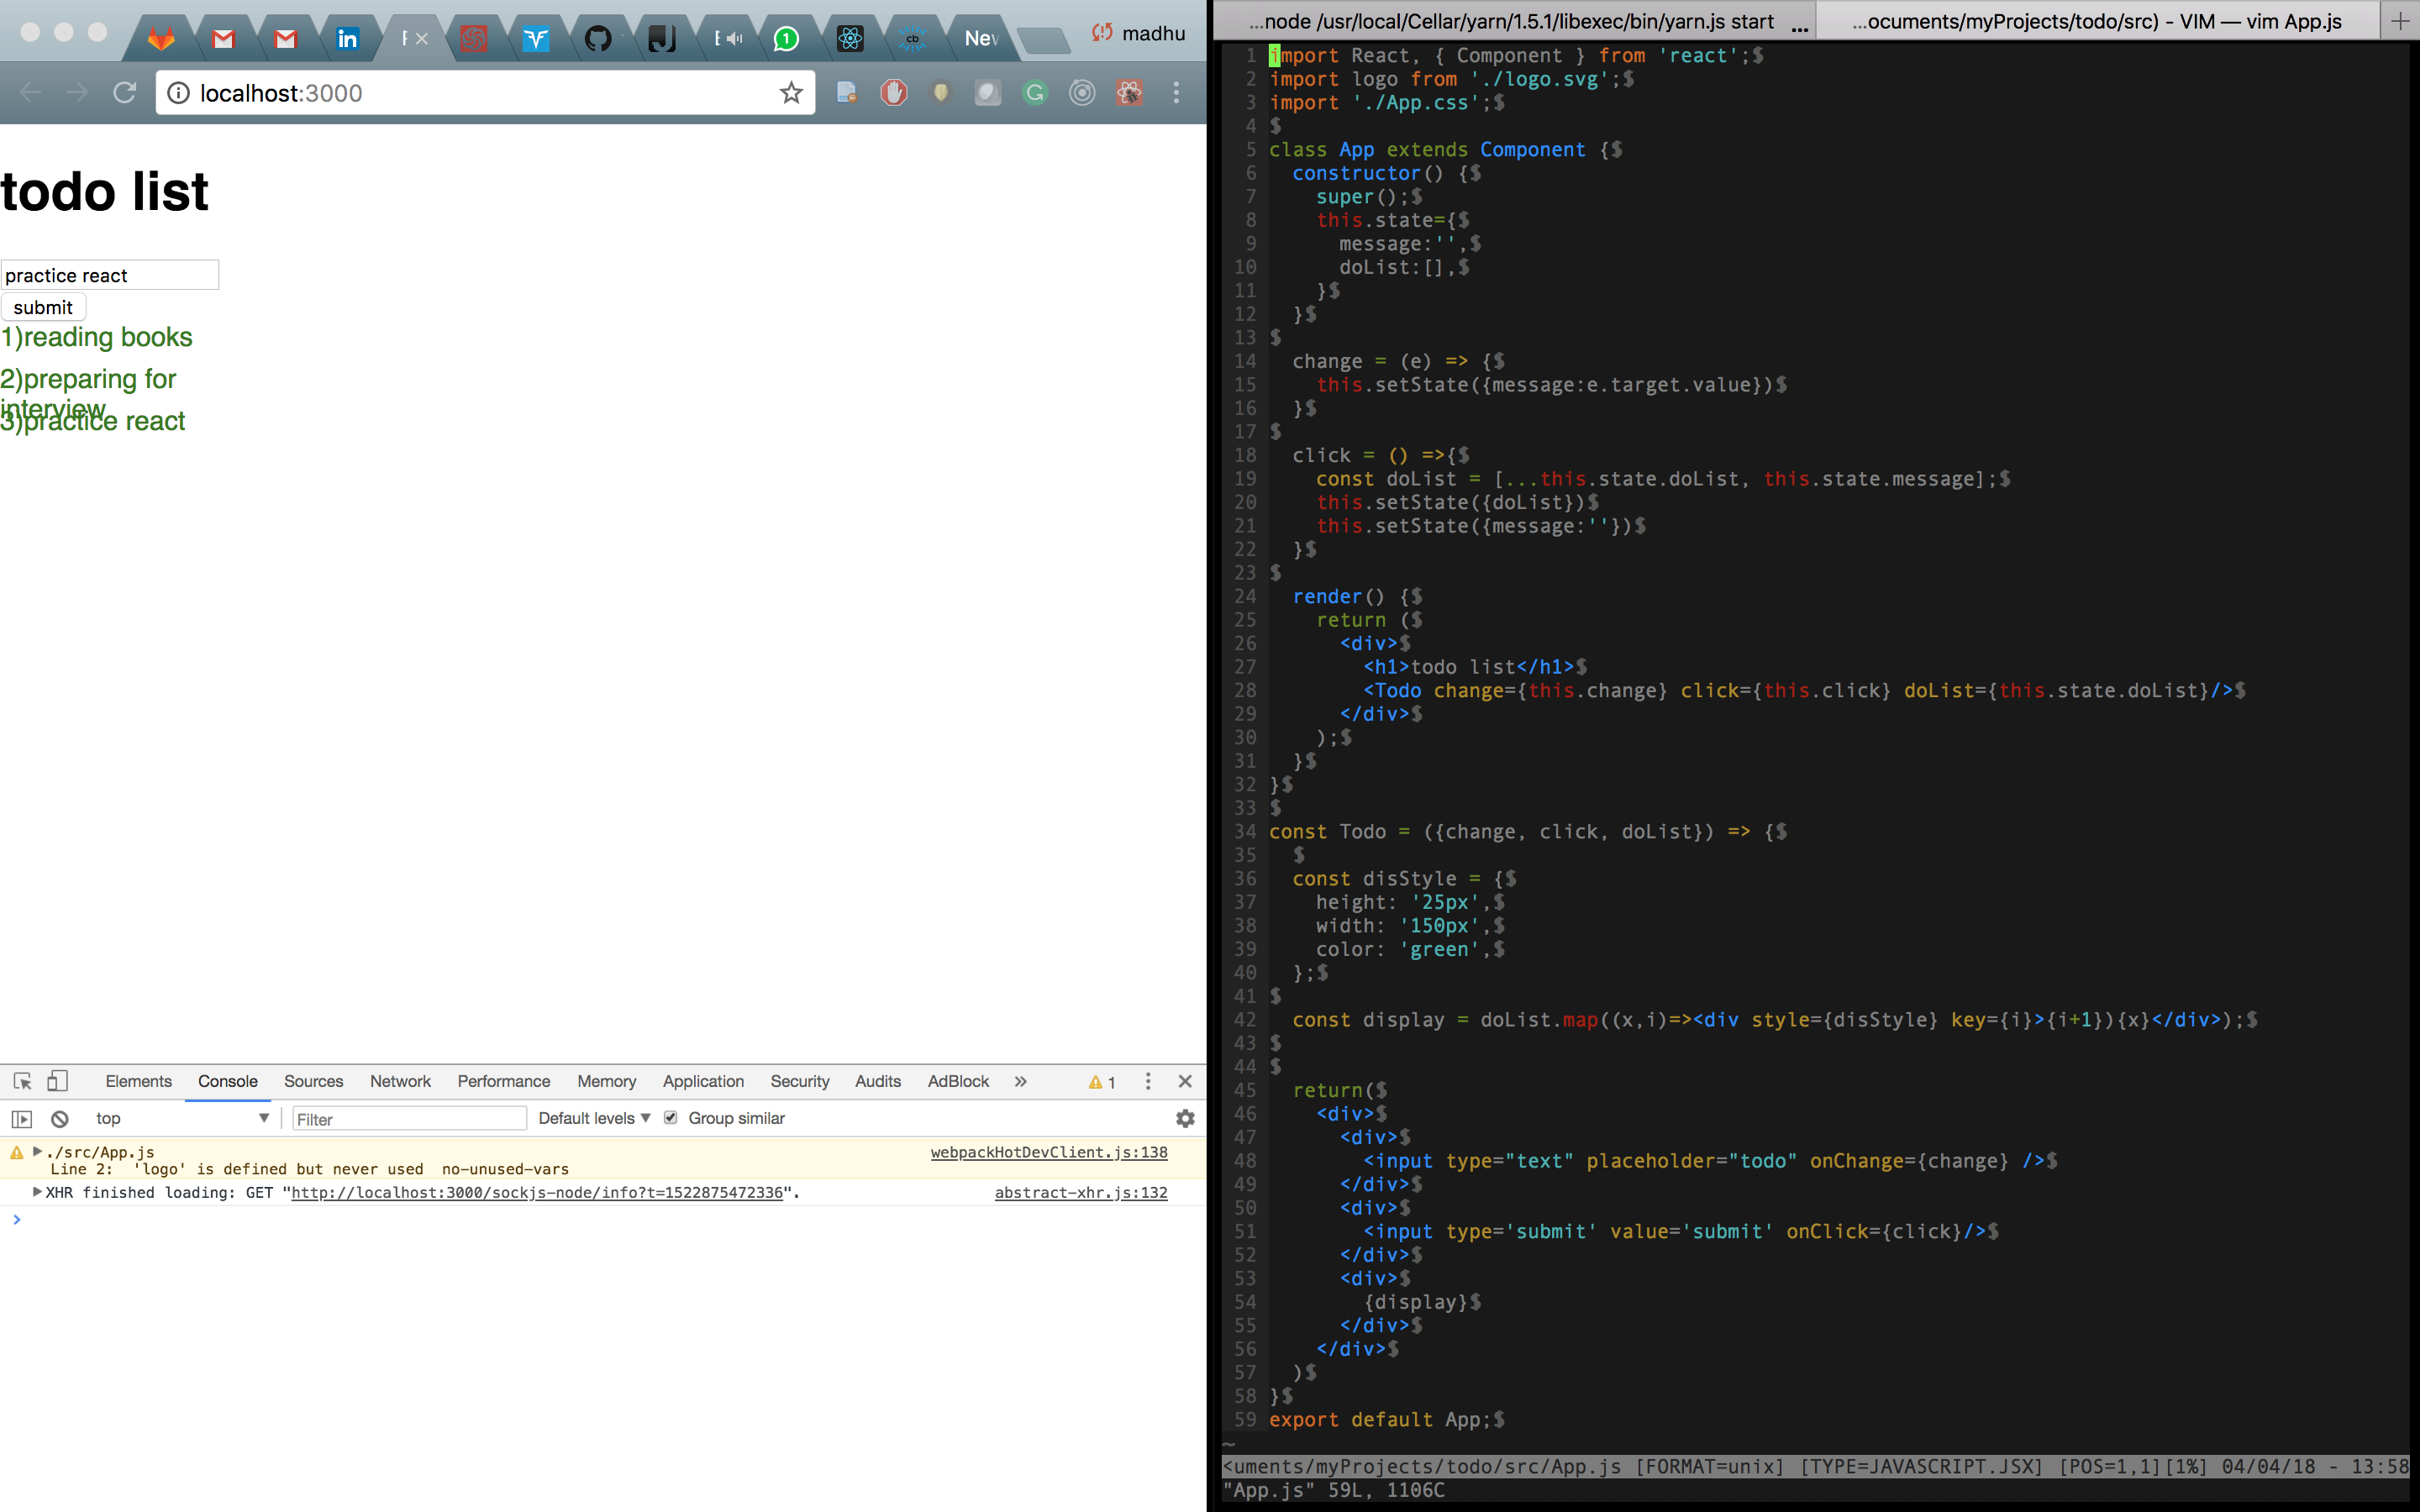 New
madhu
localhost:3000
todo list
practice react
submit
1)reading books
2)preparing for
interview
3)practice react
Elements Console Sources Network Performance Memory Application Security Audits AdBlock » 1
top Filter Default levels Group similar
./src/App.js webpackHotDevClient.js:138
Line 2:  'logo' is defined but never used  no-unused-vars
XHR finished loading: GET "http://localhost:3000/sockjs-node/info?t=1522875472336". abstract-xhr.js:132
>
...node /usr/local/Cellar/yarn/1.5.1/libexec/bin/yarn.js start ... ...ocuments/myProjects/todo/src) - VIM — vim App.js +
1 import React, { Component } from 'react';$
2 import logo from './logo.svg';$
3 import './App.css';$
4 $
5 class App extends Component {$
6   constructor() {$
7     super();$
8     this.state={$
9       message:'',$
10       doList:[],$
11     }$
12   }$
13 $
14   change = (e) => {$
15     this.setState({message:e.target.value})$
16   }$
17 $
18   click = () =>{$
19     const doList = [...this.state.doList, this.state.message];$
20     this.setState({doList})$
21     this.setState({message:''})$
22   }$
23 $
24   render() {$
25     return ($
26       <div>$
27         <h1>todo list</h1>$
28         <Todo change={this.change} click={this.click} doList={this.state.doList}/>$
29       </div>$
30     );$
31   }$
32 }$
33 $
34 const Todo = ({change, click, doList}) => {$
35   $
36   const disStyle = {$
37     height: '25px',$
38     width: '150px',$
39     color: 'green',$
40   };$
41 $
42   const display = doList.map((x,i)=><div style={disStyle} key={i}>{i+1}){x}</div>);$
43 $
44 $
45   return($
46     <div>$
47       <div>$
48         <input type="text" placeholder="todo" onChange={change} />$
49       </div>$
50       <div>$
51         <input type='submit' value='submit' onClick={click}/>$
52       </div>$
53       <div>$
54         {display}$
55       </div>$
56     </div>$
57   )$
58 }$
59 export default App;$
~
<uments/myProjects/todo/src/App.js [FORMAT=unix] [TYPE=JAVASCRIPT.JSX] [POS=1,1][1%] 04/04/18 - 13:58
"App.js" 59L, 1106C